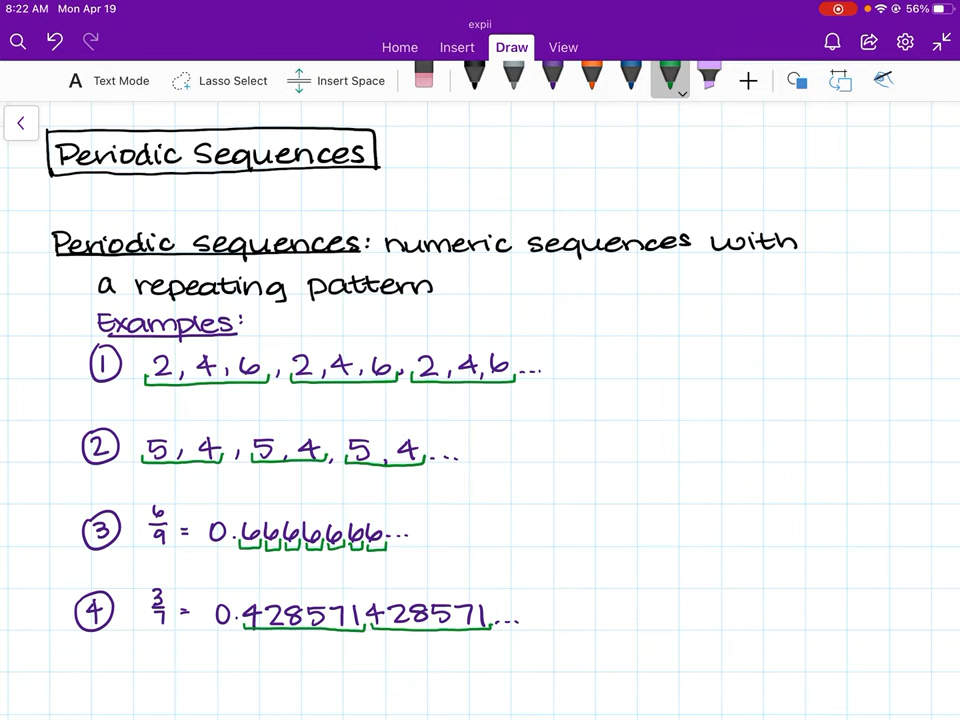 8:22 AM Mon Apr 19
56%
expii
Home Insert Draw View
Text Mode Lasso Select Insert Space
Periodic Sequences
Periodic sequences: numeric sequences with
a repeating pattern
Examples:
① 2, 4, 6, 2, 4, 6, 2, 4, 6...
② 5, 4, 5, 4, 5, 4...
③ 6/9 = 0.6666666...
④ 3/7 = 0.428571428571...